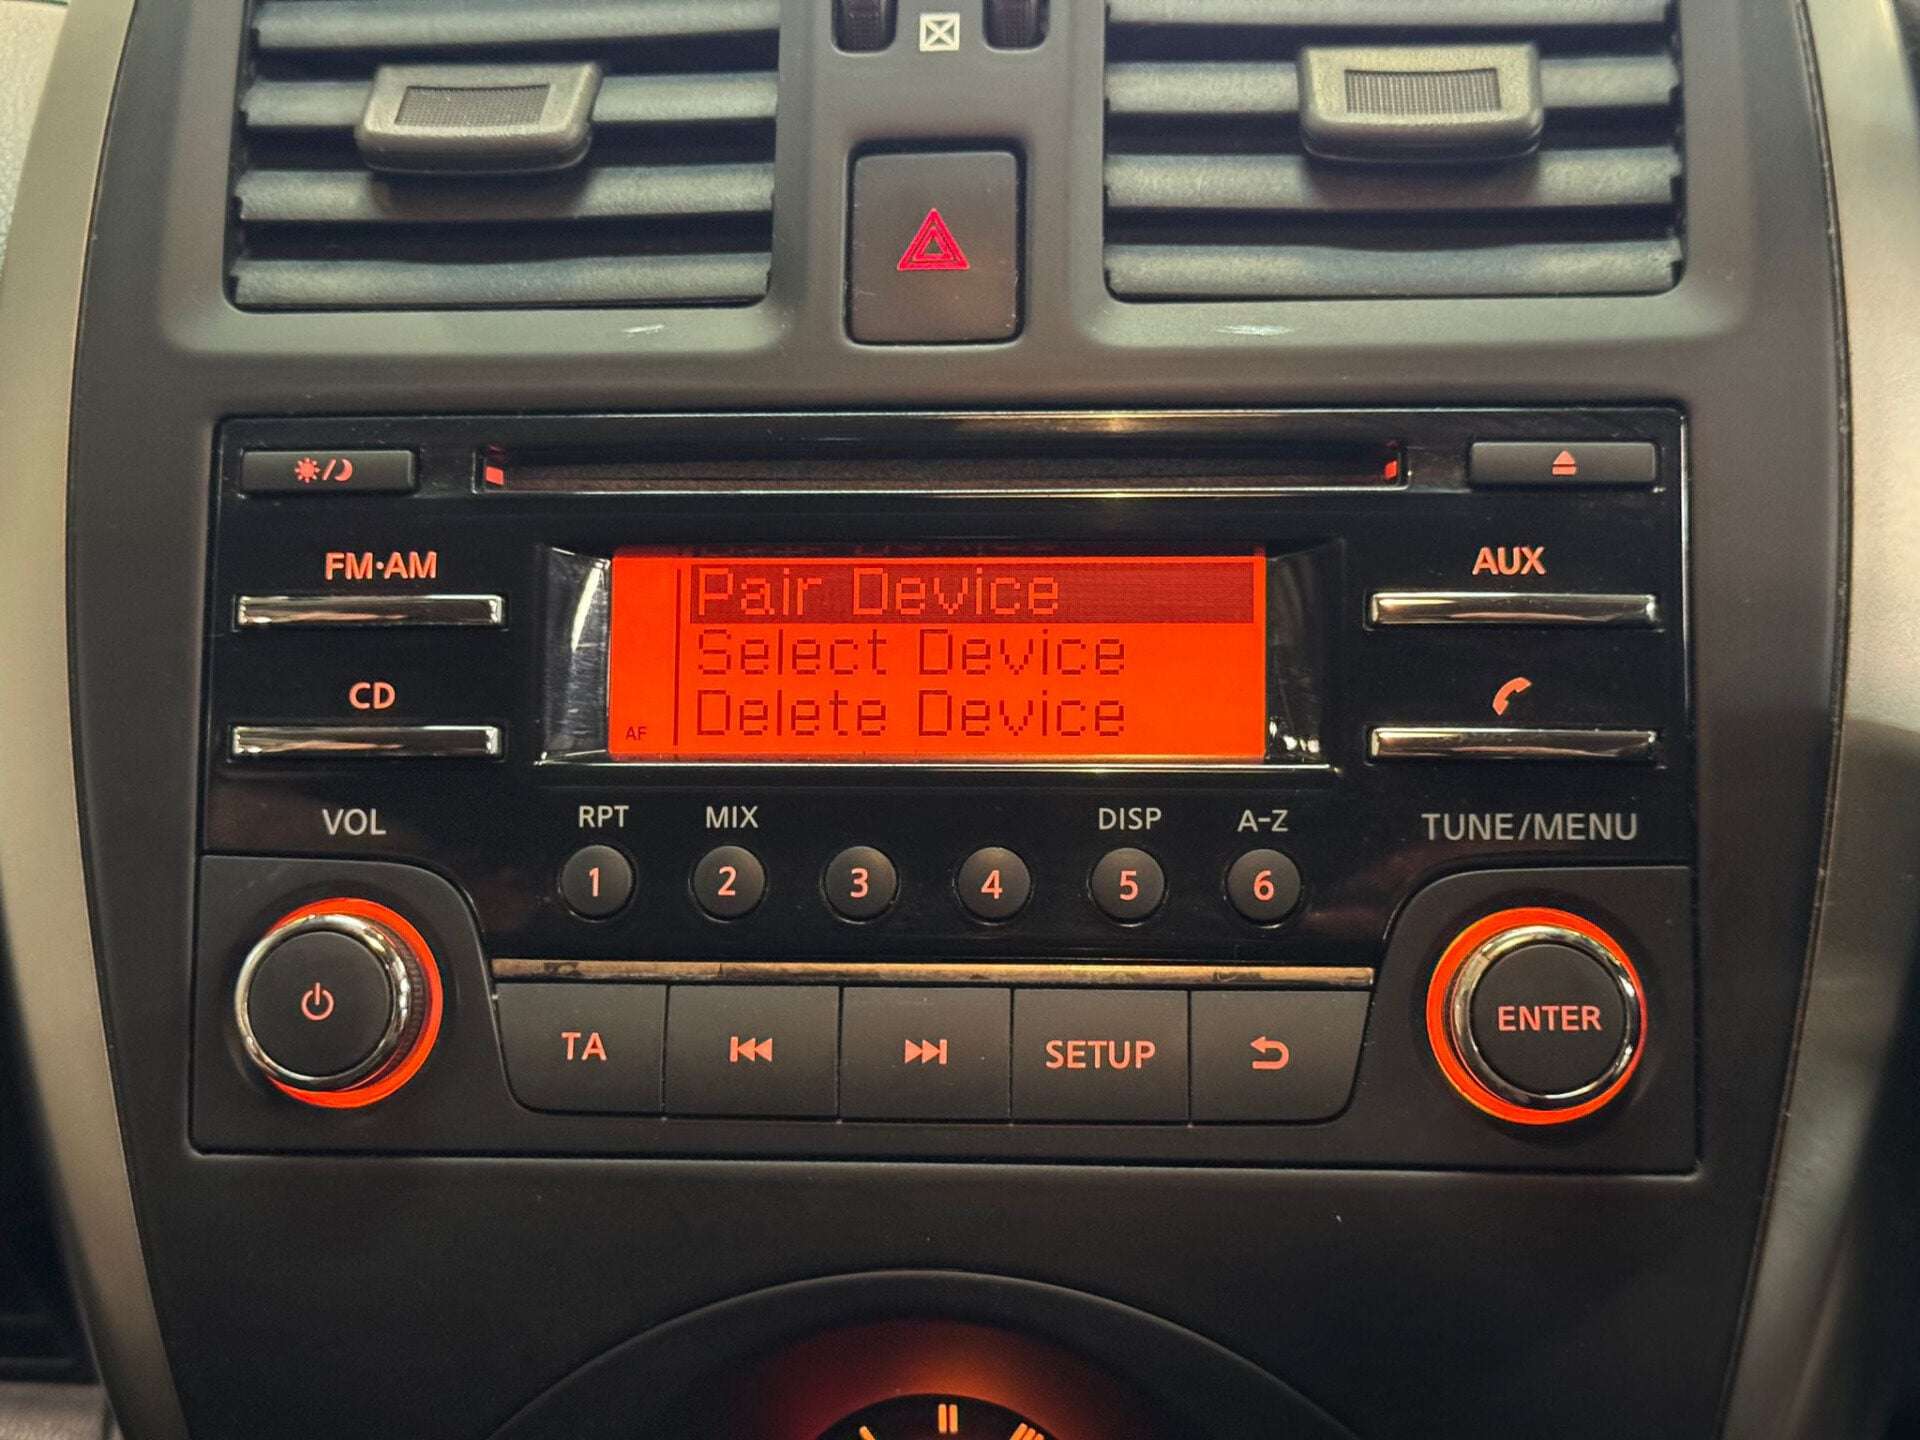 FM·AM
AUX
Pair Device
Select Device
Delete Device
AF
CD
VOL
RPT
MIX
DISP
A-Z
TUNE/MENU
1
2
3
4
5
6
TA
SETUP
ENTER